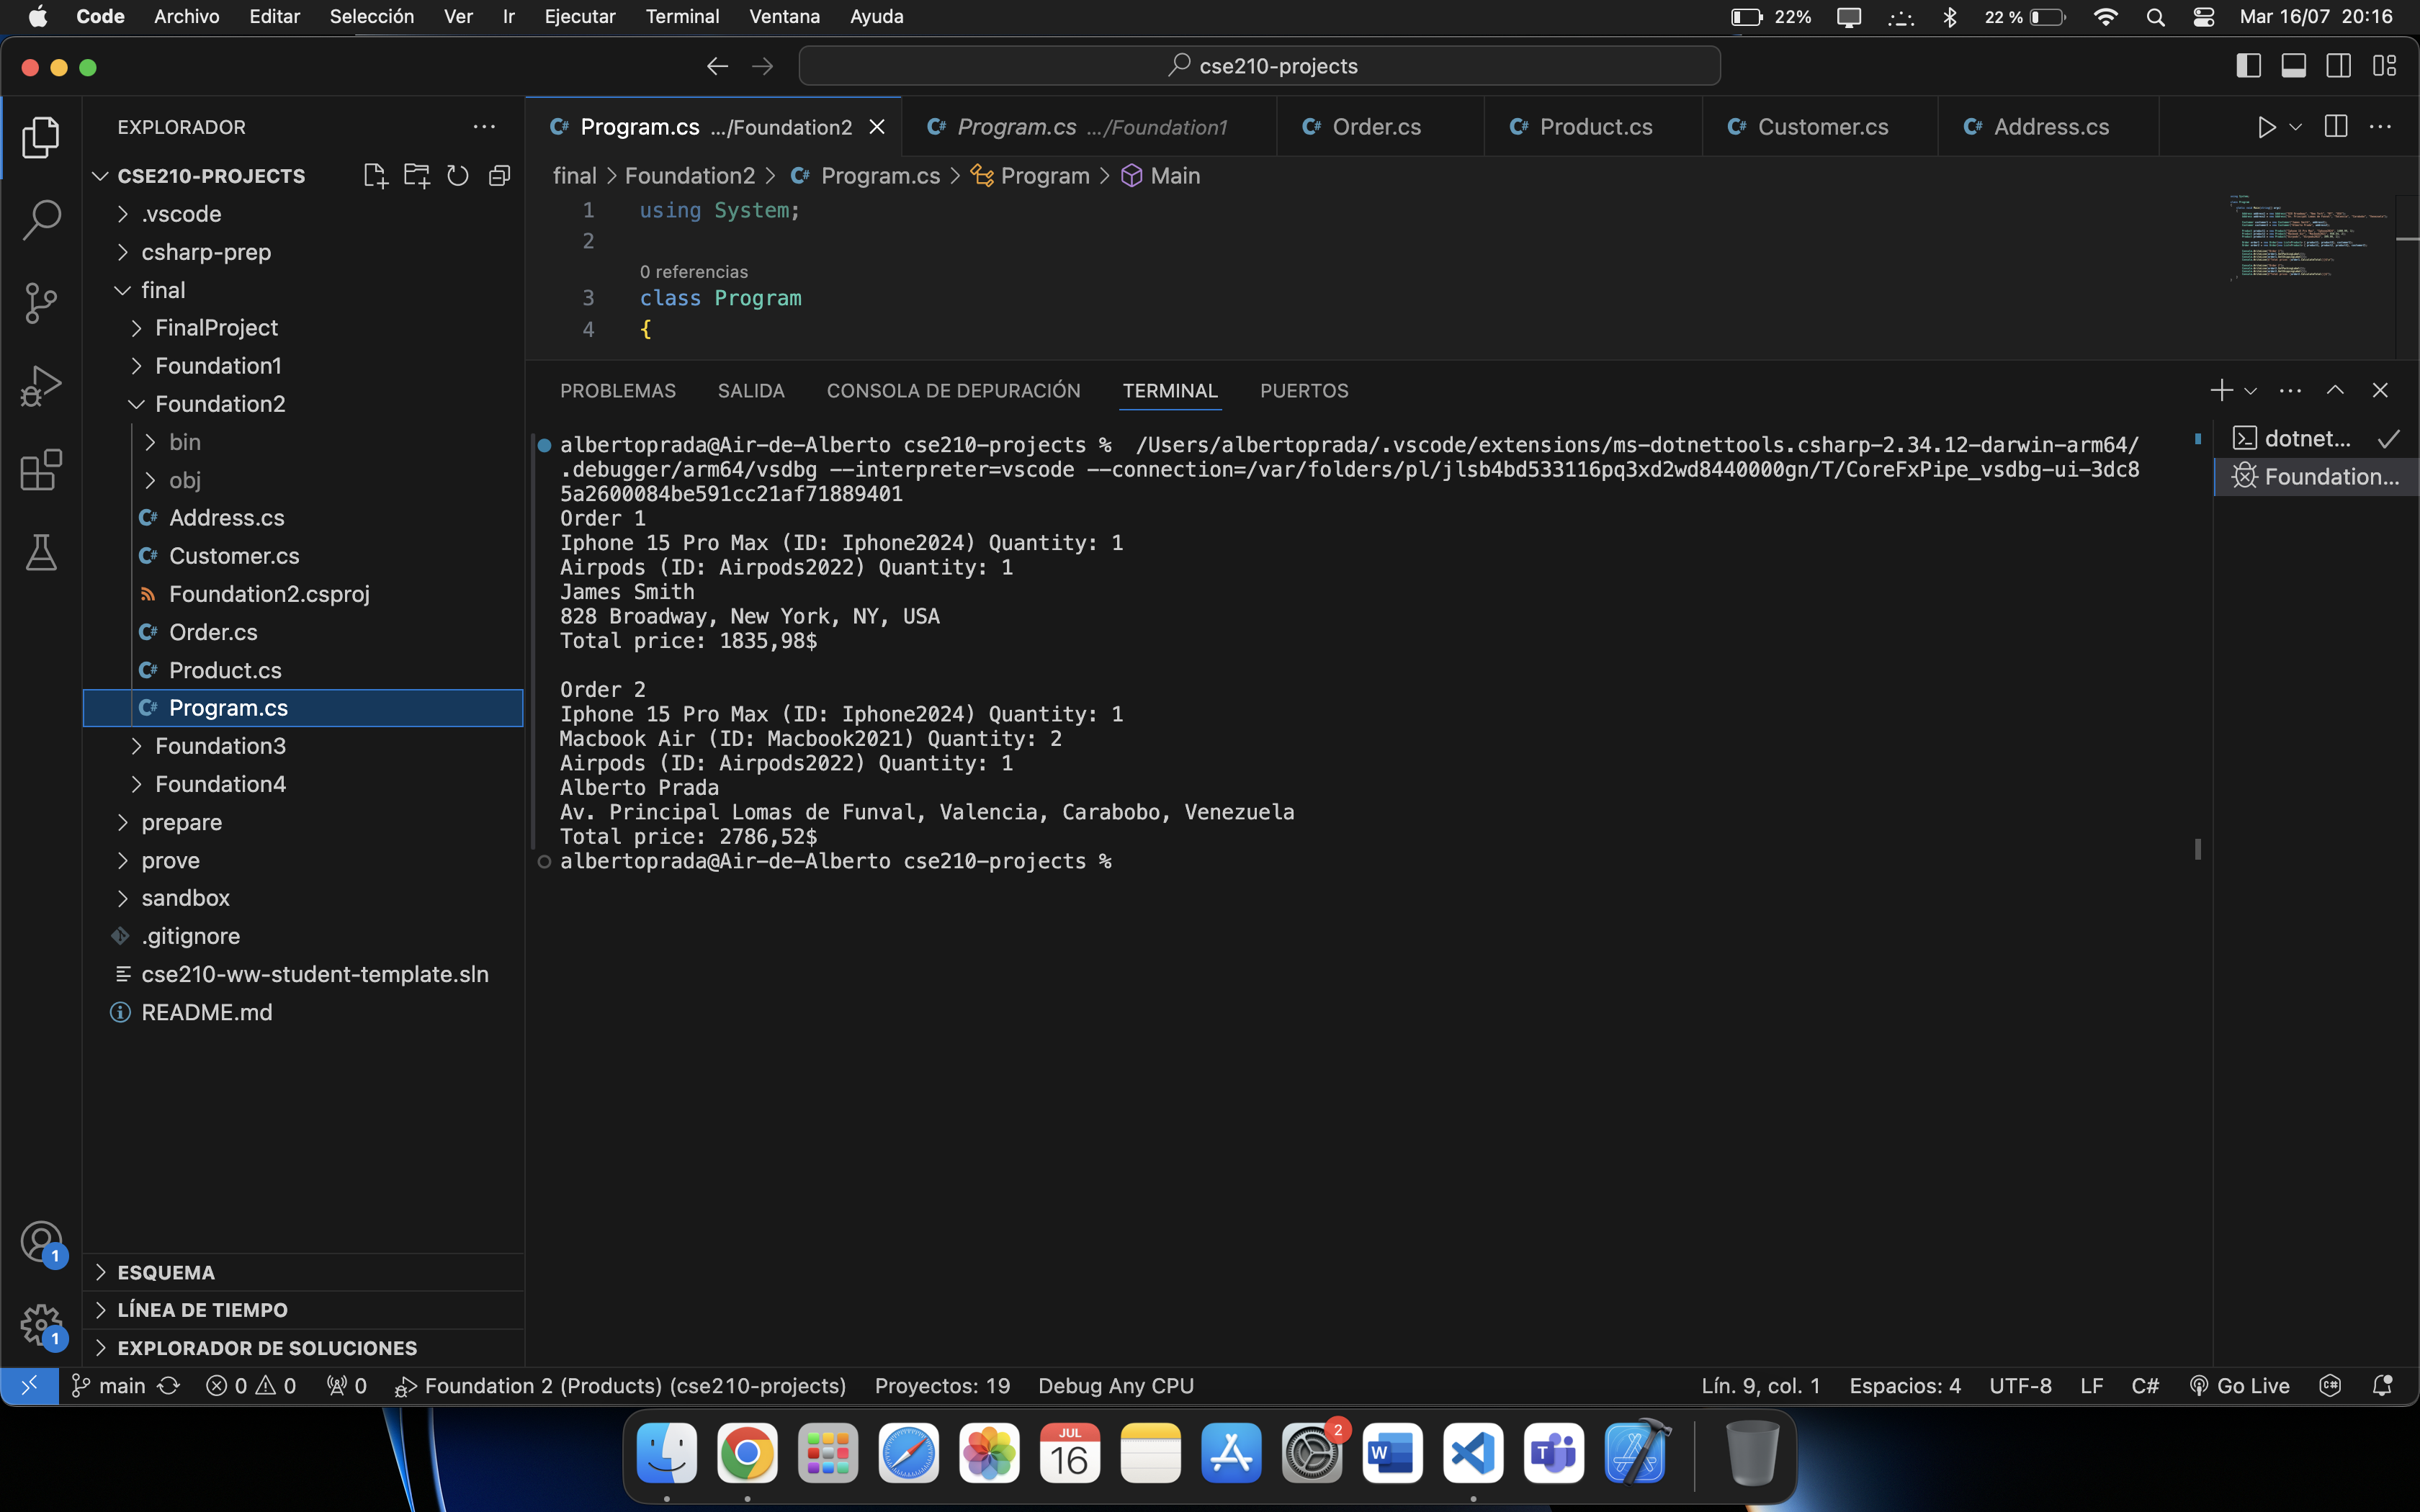 Code Archivo Editar Selección Ver Ir Ejecutar Terminal Ventana Ayuda 22% 22 % Mar 16/07 20:16
cse210-projects
EXPLORADOR
CSE210-PROJECTS
.vscode
csharp-prep
final
FinalProject
Foundation1
Foundation2
bin
obj
Address.cs
Customer.cs
Foundation2.csproj
Order.cs
Product.cs
Program.cs
Foundation3
Foundation4
prepare
prove
sandbox
.gitignore
cse210-ww-student-template.sln
README.md
ESQUEMA
LÍNEA DE TIEMPO
EXPLORADOR DE SOLUCIONES
1
1
Program.cs .../Foundation2 Program.cs .../Foundation1 Order.cs Product.cs Customer.cs Address.cs
final > Foundation2 > Program.cs > Program > Main
1 using System;
2
0 referencias
3 class Program
4 {
PROBLEMAS SALIDA CONSOLA DE DEPURACIÓN TERMINAL PUERTOS
albertoprada@Air-de-Alberto cse210-projects % /Users/albertoprada/.vscode/extensions/ms-dotnettools.csharp-2.34.12-darwin-arm64/
.debugger/arm64/vsdbg --interpreter=vscode --connection=/var/folders/pl/jlsb4bd533116pq3xd2wd8440000gn/T/CoreFxPipe_vsdbg-ui-3dc8
5a2600084be591cc21af71889401
Order 1
Iphone 15 Pro Max (ID: Iphone2024) Quantity: 1
Airpods (ID: Airpods2022) Quantity: 1
James Smith
828 Broadway, New York, NY, USA
Total price: 1835,98$
Order 2
Iphone 15 Pro Max (ID: Iphone2024) Quantity: 1
Macbook Air (ID: Macbook2021) Quantity: 2
Airpods (ID: Airpods2022) Quantity: 1
Alberto Prada
Av. Principal Lomas de Funval, Valencia, Carabobo, Venezuela
Total price: 2786,52$
albertoprada@Air-de-Alberto cse210-projects %
dotnet...
Foundation...
main 0 0 0 Foundation 2 (Products) (cse210-projects) Proyectos: 19 Debug Any CPU Lín. 9, col. 1 Espacios: 4 UTF-8 LF C# Go Live
JUL
16
2
W
T